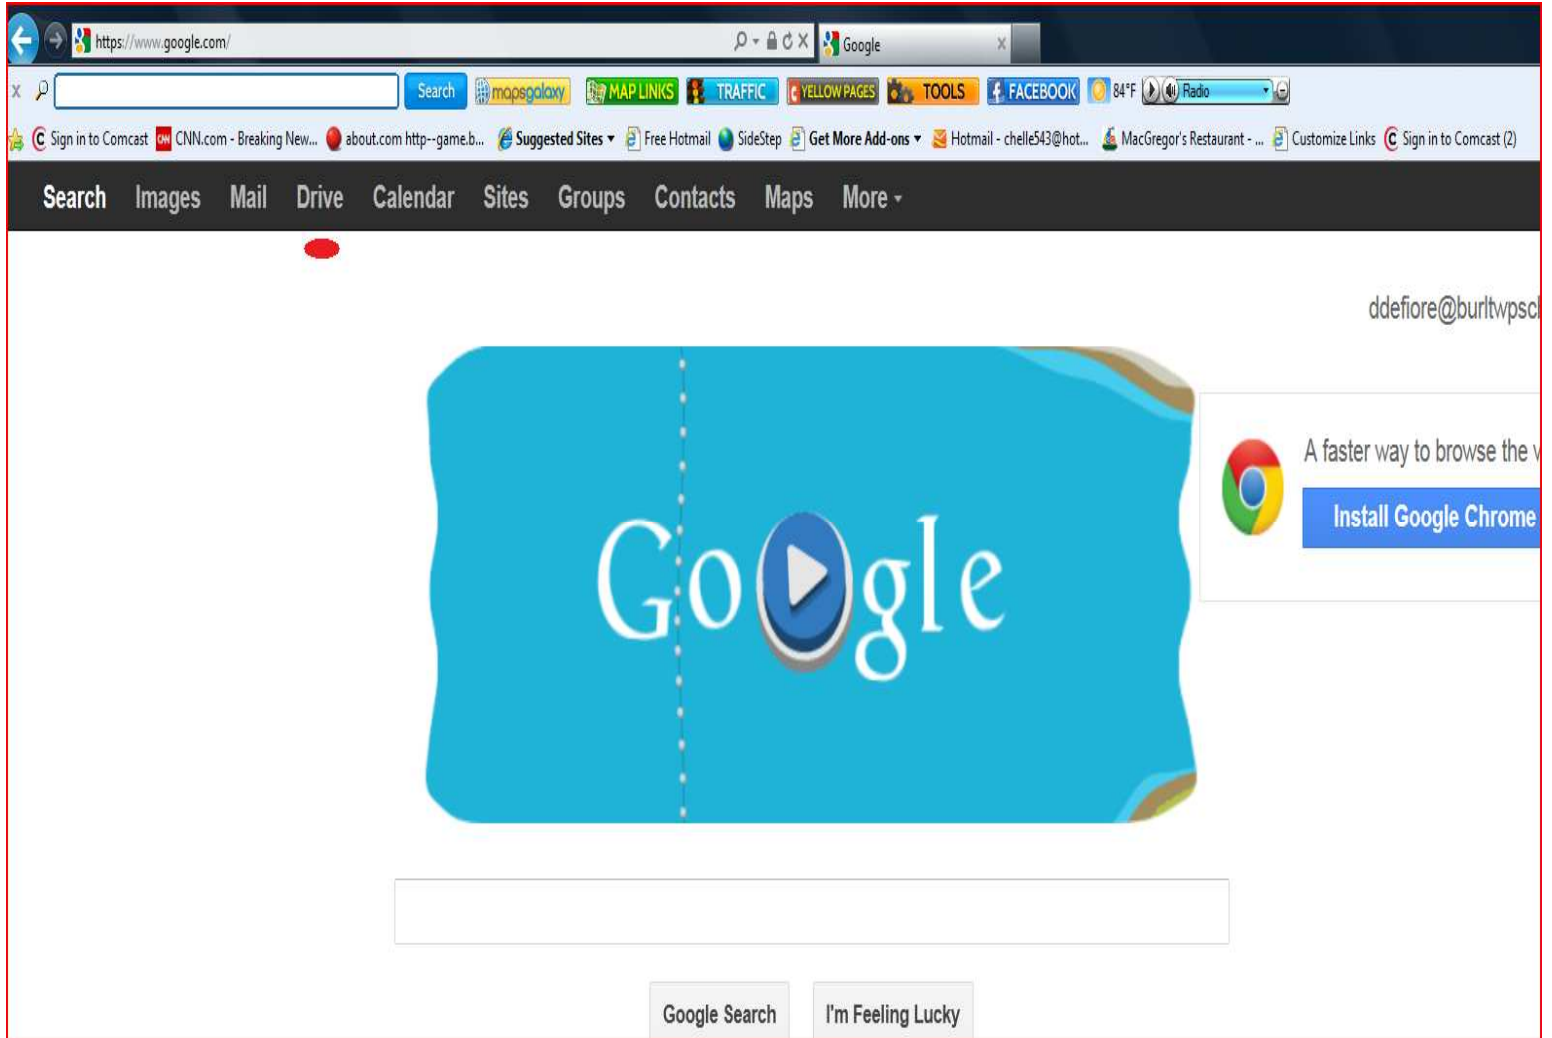 https://www.google.com/ Google
Search mapsgalaxy MAP LINKS TRAFFIC YELLOW PAGES TOOLS FACEBOOK 84°F Radio
Sign in to Comcast CNN.com - Breaking New... about.com http--game.b... Suggested Sites Free Hotmail SideStep Get More Add-ons Hotmail - chelle543@hot... MacGregor's Restaurant - ... Customize Links Sign in to Comcast (2)
Search Images Mail Drive Calendar Sites Groups Contacts Maps More
ddefiore@burltwpscl
A faster way to browse the
Install Google Chrome
Google
Google Search I'm Feeling Lucky